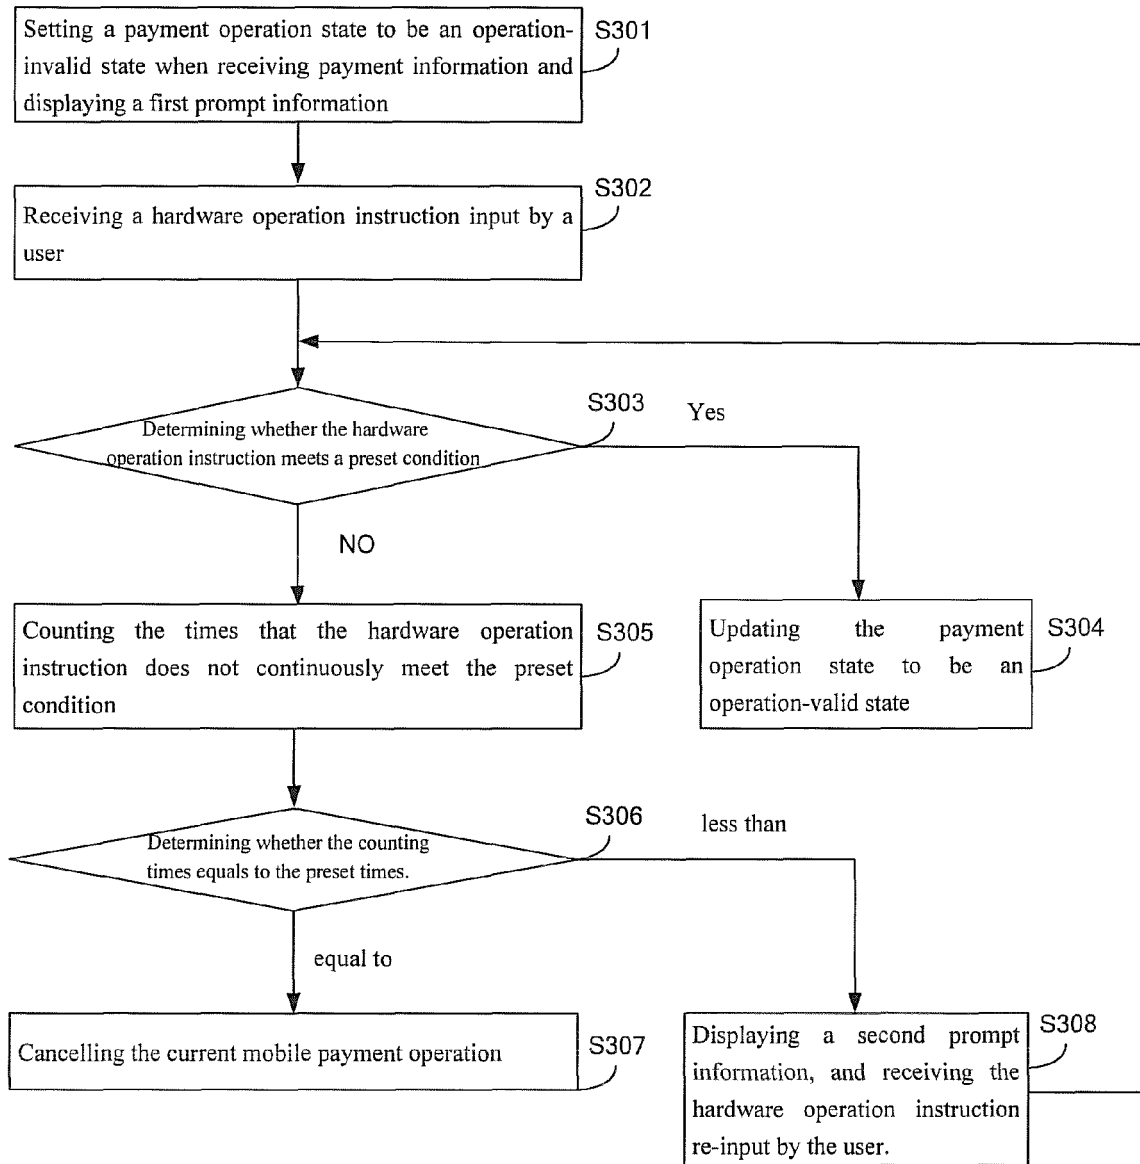 Setting a payment operation state to be an operation-
invalid state when receiving payment information and
displaying a first prompt information
S301
Receiving a hardware operation instruction input by a
user
S302
Determining whether the hardware
operation instruction meets a preset condition
S303
Yes
NO
Counting the times that the hardware operation
instruction does not continuously meet the preset
condition
S305
Updating the payment
operation state to be an
operation-valid state
S304
Determining whether the counting
times equals to the preset times.
S306
less than
equal to
Cancelling the current mobile payment operation
S307
Displaying a second prompt
information, and receiving the
hardware operation instruction
re-input by the user.
S308